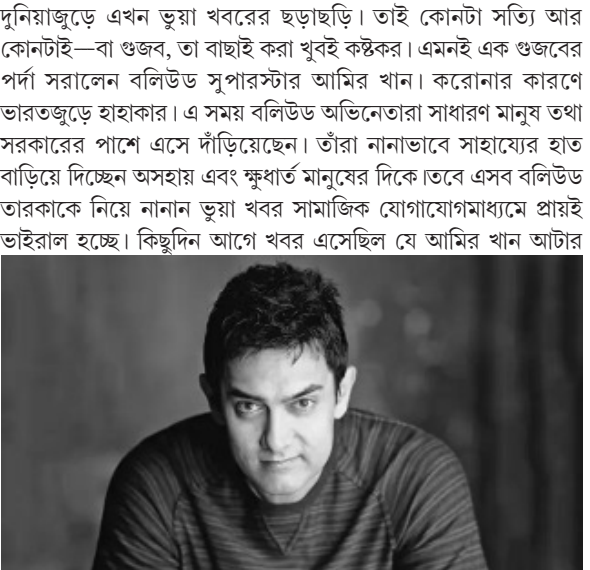 দুনিয়াজুড়ে এখন ভুয়া খবরের ছড়াছড়ি। তাই কোনটা সত্যি আর
কোনটাই—বা গুজব, তা বাছাই করা খুবই কষ্টকর। এমনই এক গুজবের
পর্দা সরালেন বলিউড সুপারস্টার আমির খান। করোনার কারণে
ভারতজুড়ে হাহাকার। এ সময় বলিউড অভিনেতারা সাধারণ মানুষ তথা
সরকারের পাশে এসে দাঁড়িয়েছেন। তাঁরা নানাভাবে সাহায্যের হাত
বাড়িয়ে দিচ্ছেন অসহায় এবং ক্ষুধার্ত মানুষের দিকে।তবে এসব বলিউড
তারকাকে নিয়ে নানান ভুয়া খবর সামাজিক যোগাযোগমাধ্যমে প্রায়ই
ভাইরাল হচ্ছে। কিছুদিন আগে খবর এসেছিল যে আমির খান আটার